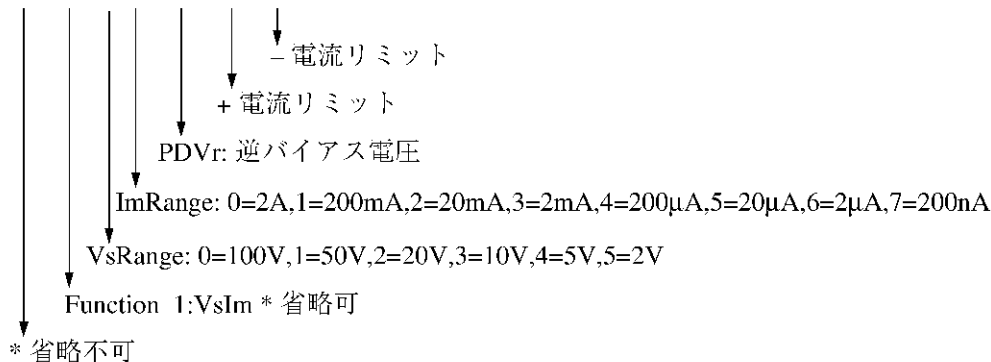 − 電流リミット
+ 電流リミット
PDVr: 逆バイアス電圧
ImRange: 0=2A,1=200mA,2=20mA,3=2mA,4=200μA,5=20μA,6=2μA,7=200nA
VsRange: 0=100V,1=50V,2=20V,3=10V,4=5V,5=2V
Function 1:VsIm * 省略可
* 省略不可